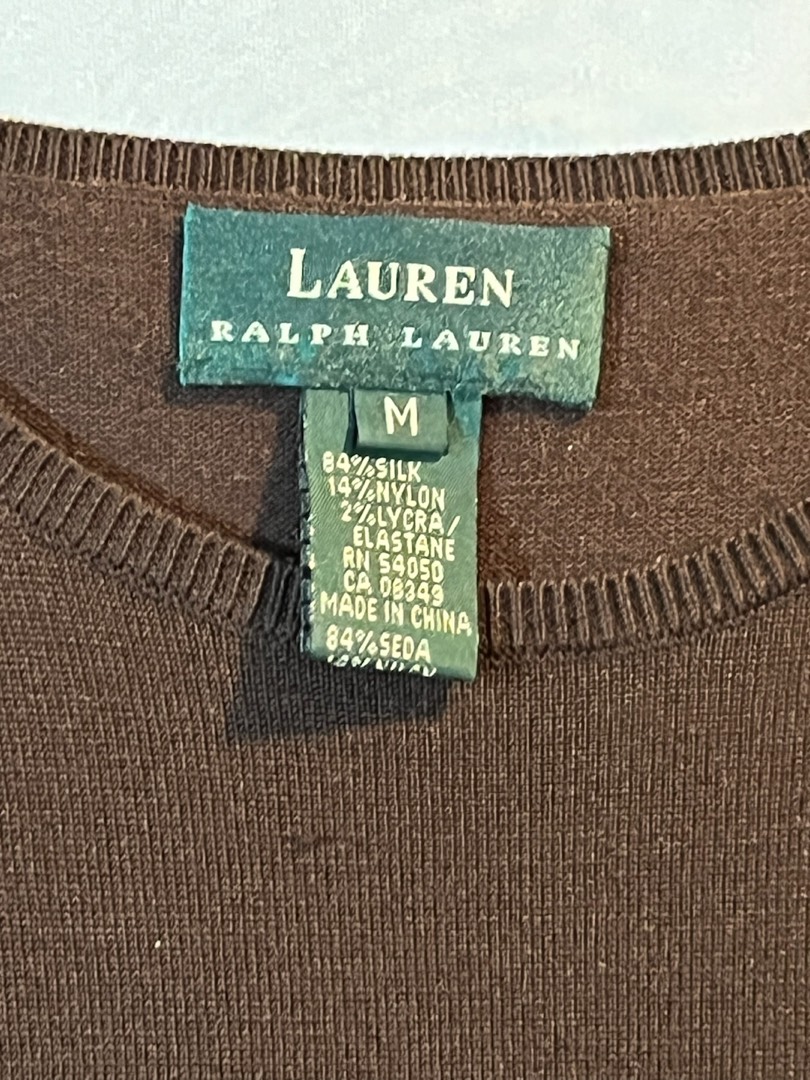 LAUREN
RALPH LAUREN
M
84%SILK
14%NYLON
2%LYCRA/
ELASTANE
RN 54050
CA 08349
MADE IN CHINA
84%SEDA